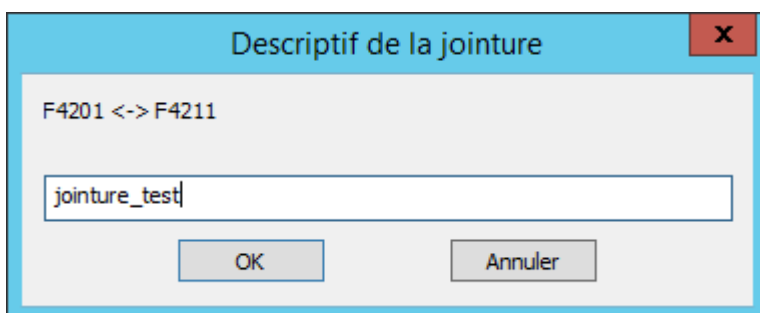 Descriptif de la jointure
x
F4201 <-> F4211
jointure_test
OK
Annuler